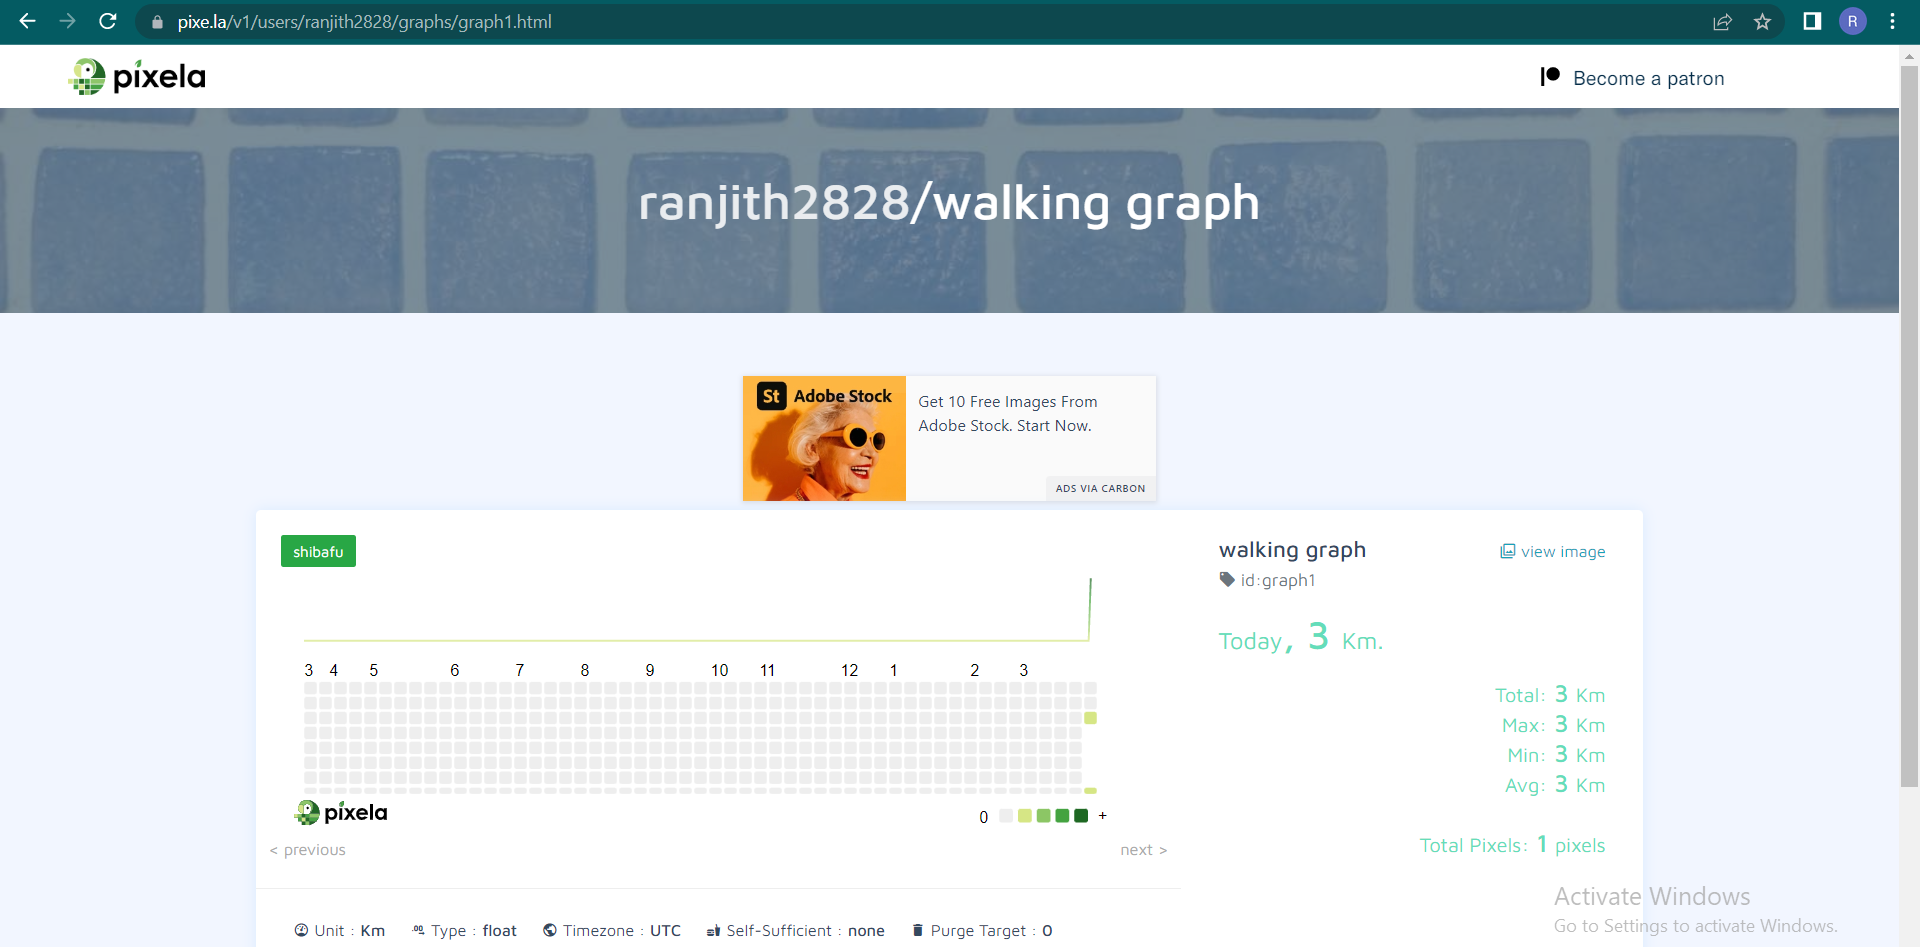 pixe.la/v1/users/ranjith2828/graphs/graph1.html
R
pixela
Become a patron
ranjith2828/walking graph
St Adobe Stock
Get 10 Free Images From
Adobe Stock. Start Now.
ADS VIA CARBON
shibafu
3 4 5 6 7 8 9 10 11 12 1 2 3
pixela
0 +
< previous
next >
walking graph
view image
id:graph1
Today, 3 Km.
Total: 3 Km
Max: 3 Km
Min: 3 Km
Avg: 3 Km
Total Pixels: 1 pixels
Unit : Km
.00 Type : float
Timezone : UTC
Self-Sufficient : none
Purge Target : 0
Activate Windows
Go to Settings to activate Windows.